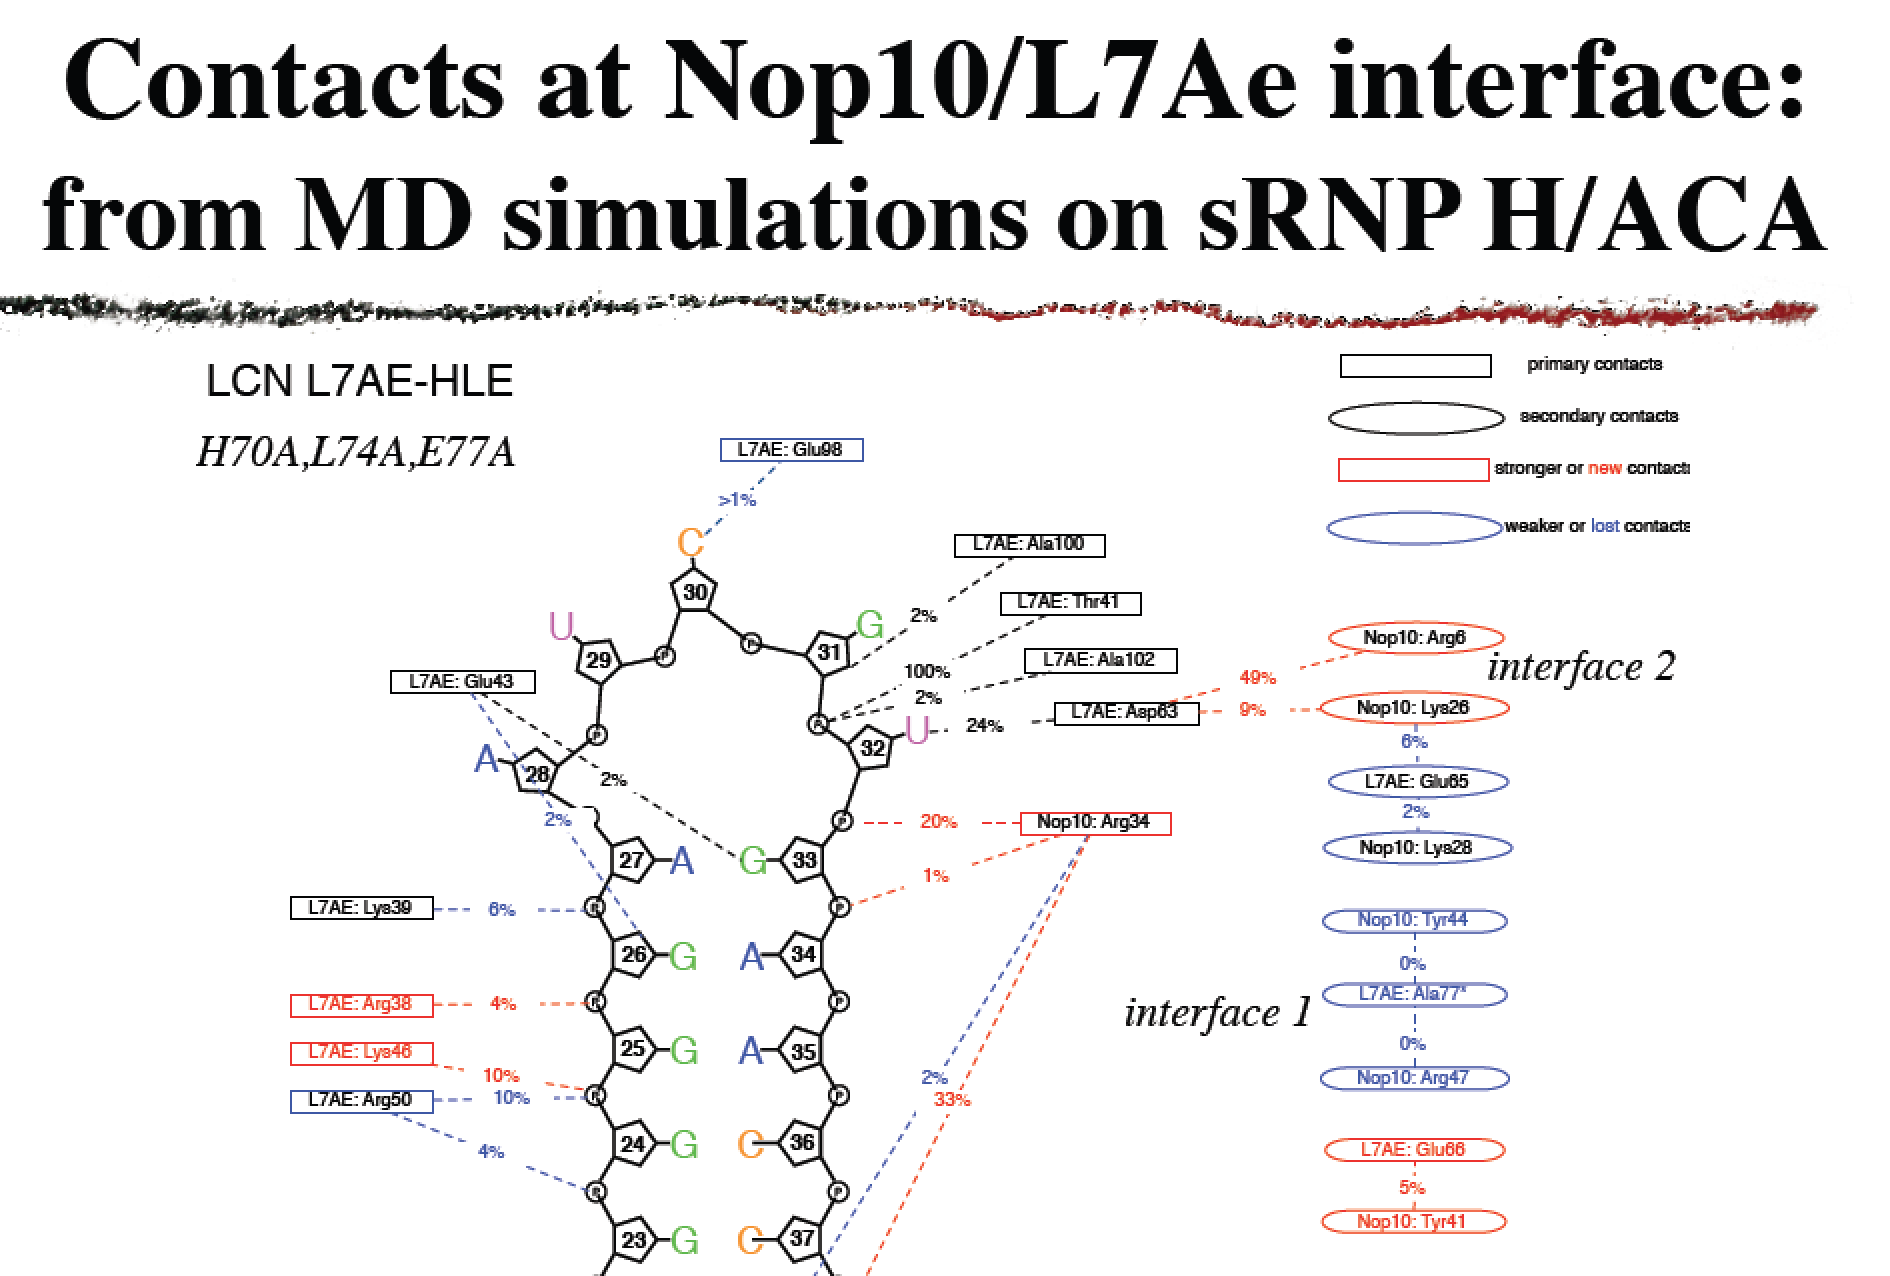 Contacts at Nop10/L7Ae interface:
from MD simulations on sRNP H/ACA
LCN L7AE-HLE
H70A,L74A,E77A
primary contacts
secondary contacts
stronger or new contacts
weaker or lost contacts
L7AE: Glu98
>1%
C
30
L7AE: Ala100
2%
L7AE: Thr41
100%
L7AE: Ala102
2%
U
29
P
P
G
31
L7AE: Glu43
L7AE: Asp63
24%
49%
9%
Nop10: Arg6
interface 2
Nop10: Lys26
6%
L7AE: Glu65
2%
Nop10: Lys28
P
U
32
A
28
2%
2%
P
20%
Nop10: Arg34
1%
27
A
G
33
P
L7AE: Lys39
6%
26
G
A
34
P
L7AE: Arg38
4%
25
G
A
35
P
L7AE: Lys46
10%
L7AE: Arg50
10%
4%
24
G
C
36
P
23
G
C
37
2%
33%
interface 1
Nop10: Tyr44
0%
L7AE: Ala77*
0%
Nop10: Arg47
L7AE: Glu66
5%
Nop10: Tyr41